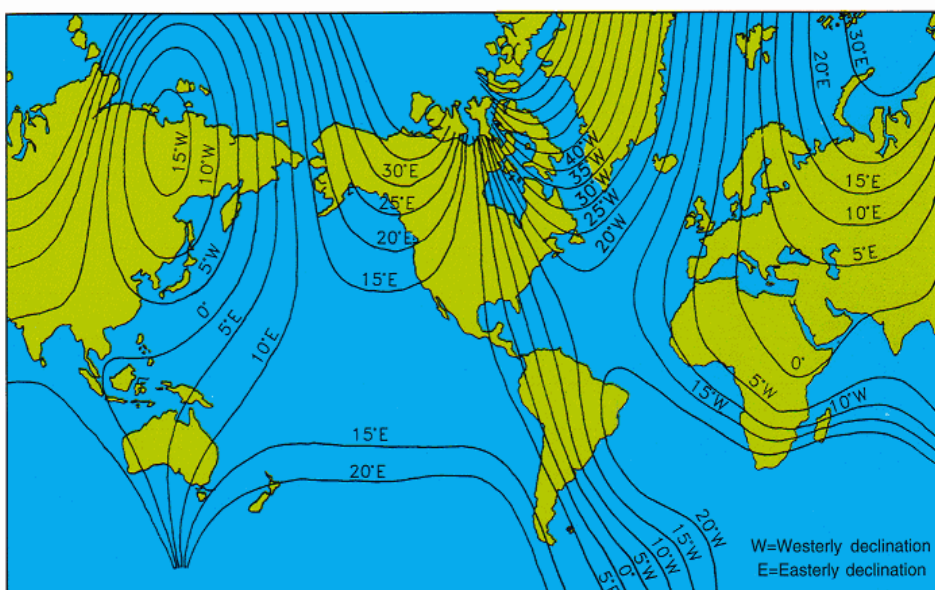 30°E
20°E
15°W
10°W
40°W
35°W
30°W
25°W
20°W
30°E
25°E
20°E
15°E
15°E
10°E
5°E
5°W
0°
5°E
10°E
0°
5°W
10°W
15°W
15°E
20°E
20°W
15°W
10°W
5°W
0°
5°E
W=Westerly declination
E=Easterly declination